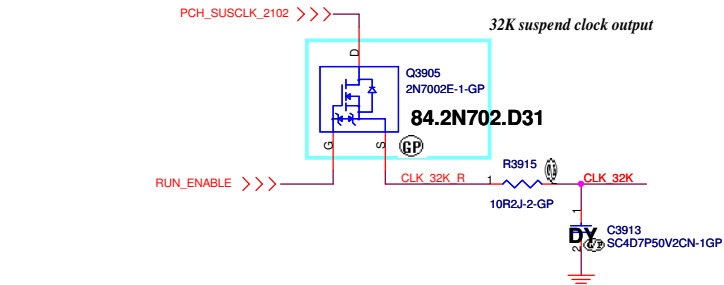 PCH_SUSCLK_2102
32K suspend clock output
D
Q3905
2N7002E-1-GP
84.2N702.D31
G
S
GP
RUN_ENABLE
CLK_32K_R
1
R3915
CLK_32K
10R2J-2-GP
1
DY
C3913
SC4D7P50V2CN-1GP
2
GP